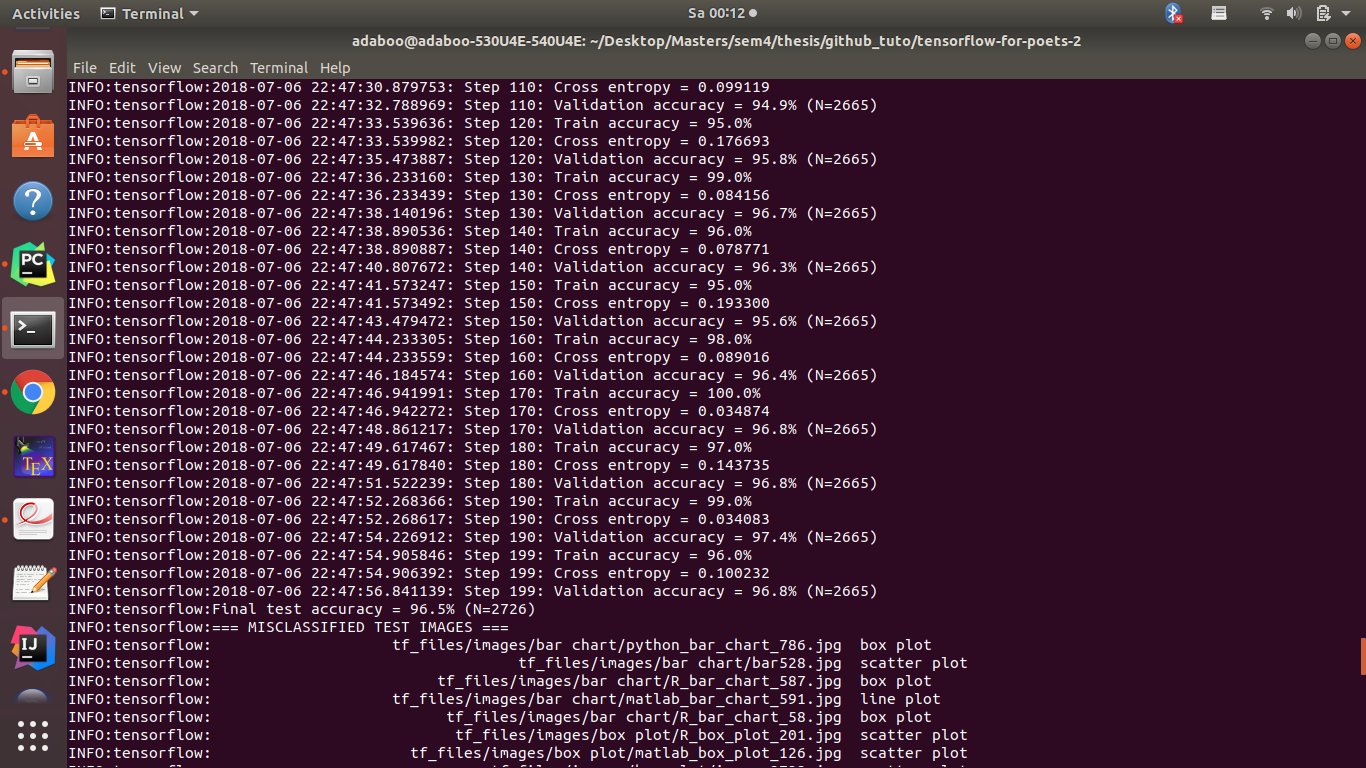 Activities Terminal Sa 00:12
adaboo@adaboo-530U4E-540U4E: ~/Desktop/Masters/sem4/thesis/github_tuto/tensorflow-for-poets-2
File Edit View Search Terminal Help
INFO:tensorflow:2018-07-06 22:47:30.879753: Step 110: Cross entropy = 0.099119
INFO:tensorflow:2018-07-06 22:47:32.788969: Step 110: Validation accuracy = 94.9% (N=2665)
INFO:tensorflow:2018-07-06 22:47:33.539636: Step 120: Train accuracy = 95.0%
INFO:tensorflow:2018-07-06 22:47:33.539982: Step 120: Cross entropy = 0.176693
INFO:tensorflow:2018-07-06 22:47:35.473887: Step 120: Validation accuracy = 95.8% (N=2665)
INFO:tensorflow:2018-07-06 22:47:36.233160: Step 130: Train accuracy = 99.0%
INFO:tensorflow:2018-07-06 22:47:36.233439: Step 130: Cross entropy = 0.084156
INFO:tensorflow:2018-07-06 22:47:38.140196: Step 130: Validation accuracy = 96.7% (N=2665)
INFO:tensorflow:2018-07-06 22:47:38.890536: Step 140: Train accuracy = 96.0%
INFO:tensorflow:2018-07-06 22:47:38.890887: Step 140: Cross entropy = 0.078771
INFO:tensorflow:2018-07-06 22:47:40.807672: Step 140: Validation accuracy = 96.3% (N=2665)
INFO:tensorflow:2018-07-06 22:47:41.573247: Step 150: Train accuracy = 95.0%
INFO:tensorflow:2018-07-06 22:47:41.573492: Step 150: Cross entropy = 0.193300
INFO:tensorflow:2018-07-06 22:47:43.479472: Step 150: Validation accuracy = 95.6% (N=2665)
INFO:tensorflow:2018-07-06 22:47:44.233305: Step 160: Train accuracy = 98.0%
INFO:tensorflow:2018-07-06 22:47:44.233559: Step 160: Cross entropy = 0.089016
INFO:tensorflow:2018-07-06 22:47:46.184574: Step 160: Validation accuracy = 96.4% (N=2665)
INFO:tensorflow:2018-07-06 22:47:46.941991: Step 170: Train accuracy = 100.0%
INFO:tensorflow:2018-07-06 22:47:46.942272: Step 170: Cross entropy = 0.034874
INFO:tensorflow:2018-07-06 22:47:48.861217: Step 170: Validation accuracy = 96.8% (N=2665)
INFO:tensorflow:2018-07-06 22:47:49.617467: Step 180: Train accuracy = 97.0%
INFO:tensorflow:2018-07-06 22:47:49.617840: Step 180: Cross entropy = 0.143735
INFO:tensorflow:2018-07-06 22:47:51.522239: Step 180: Validation accuracy = 96.8% (N=2665)
INFO:tensorflow:2018-07-06 22:47:52.268366: Step 190: Train accuracy = 99.0%
INFO:tensorflow:2018-07-06 22:47:52.268617: Step 190: Cross entropy = 0.034083
INFO:tensorflow:2018-07-06 22:47:54.226912: Step 190: Validation accuracy = 97.4% (N=2665)
INFO:tensorflow:2018-07-06 22:47:54.905846: Step 199: Train accuracy = 96.0%
INFO:tensorflow:2018-07-06 22:47:54.906392: Step 199: Cross entropy = 0.100232
INFO:tensorflow:2018-07-06 22:47:56.841139: Step 199: Validation accuracy = 96.8% (N=2665)
INFO:tensorflow:Final test accuracy = 96.5% (N=2726)
INFO:tensorflow:=== MISCLASSIFIED TEST IMAGES ===
INFO:tensorflow: tf_files/images/bar chart/python_bar_chart_786.jpg box plot
INFO:tensorflow: tf_files/images/bar chart/bar528.jpg scatter plot
INFO:tensorflow: tf_files/images/bar chart/R_bar_chart_587.jpg box plot
INFO:tensorflow: tf_files/images/bar chart/matlab_bar_chart_591.jpg line plot
INFO:tensorflow: tf_files/images/bar chart/R_bar_chart_58.jpg box plot
INFO:tensorflow: tf_files/images/box plot/R_box_plot_201.jpg scatter plot
INFO:tensorflow: tf_files/images/box plot/matlab_box_plot_126.jpg scatter plot